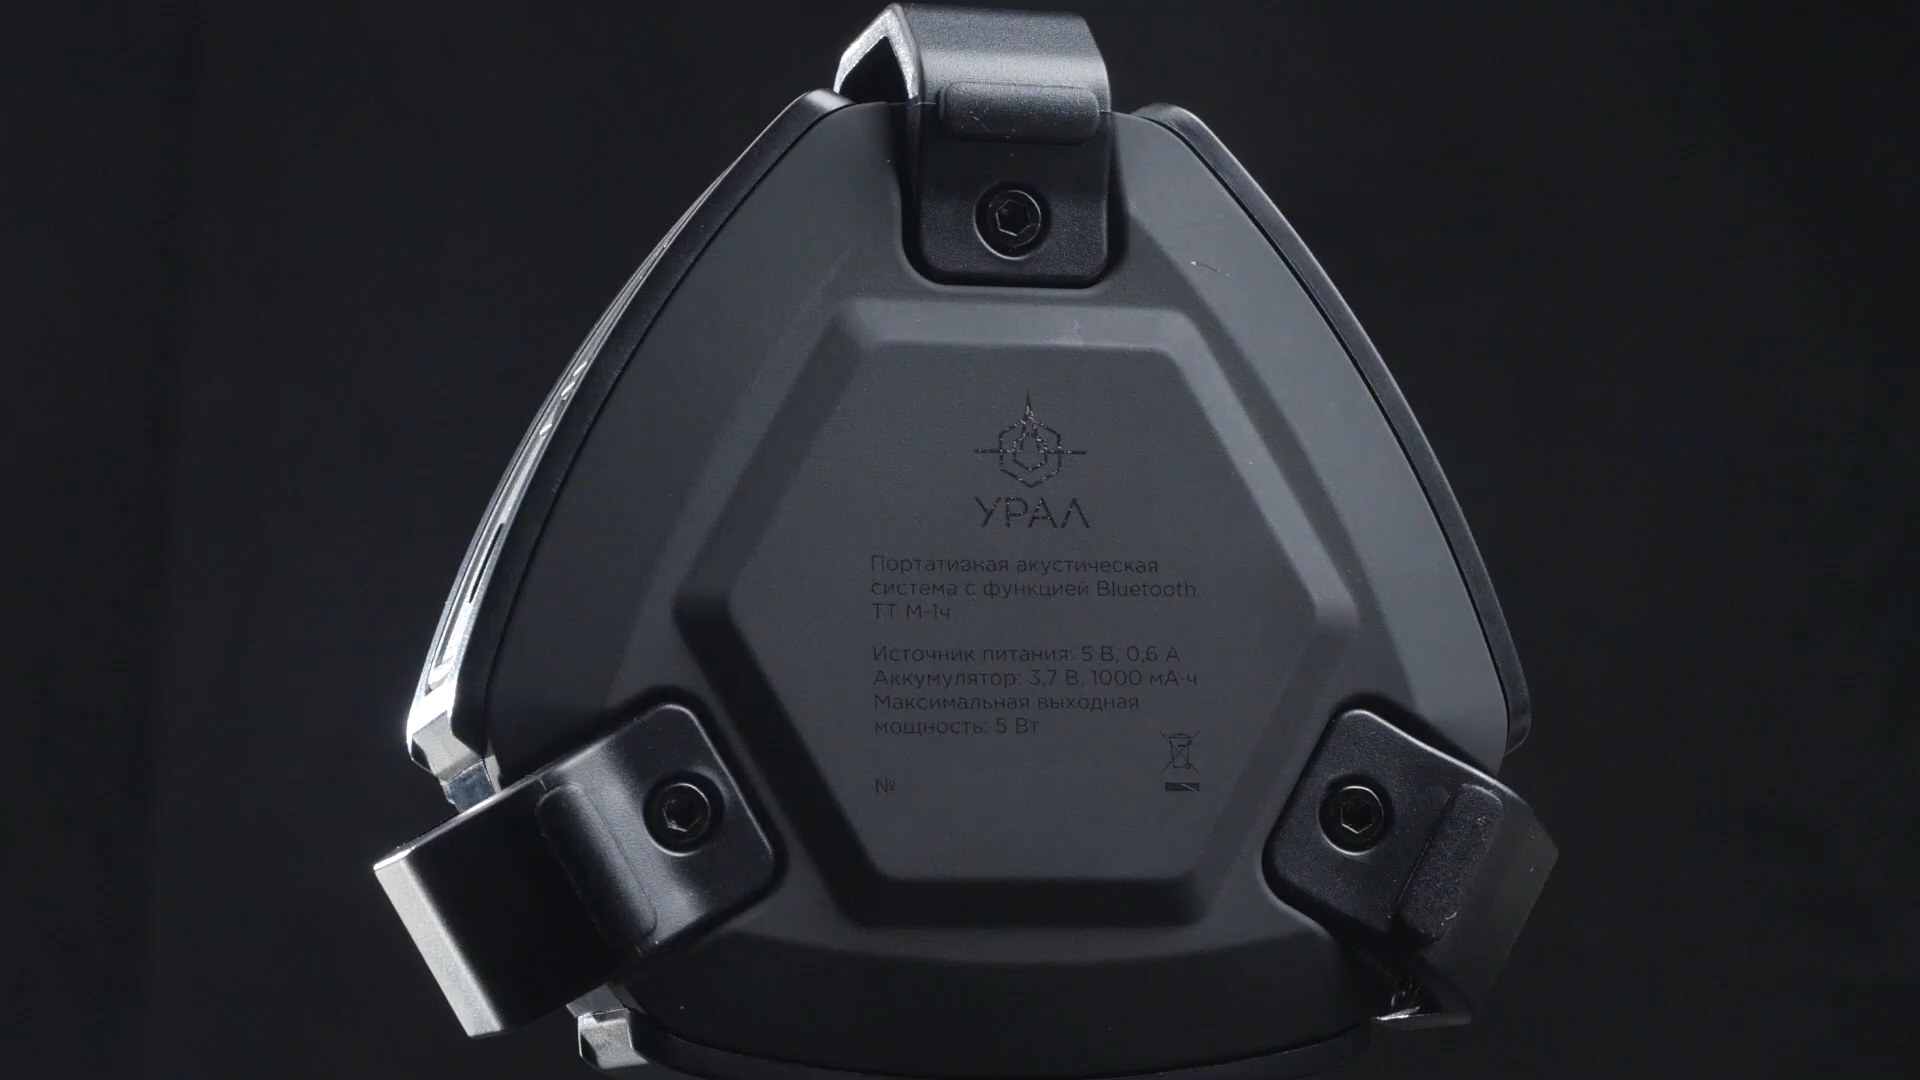 УРАЛ
Портативная акустическая
система с функцией Bluetooth
ТТ М-1ч
Источник питания: 5 В, 0,6 А
Аккумулятор: 3,7 В, 1000 мА·ч
Максимальная выходная
мощность: 5 Вт
№